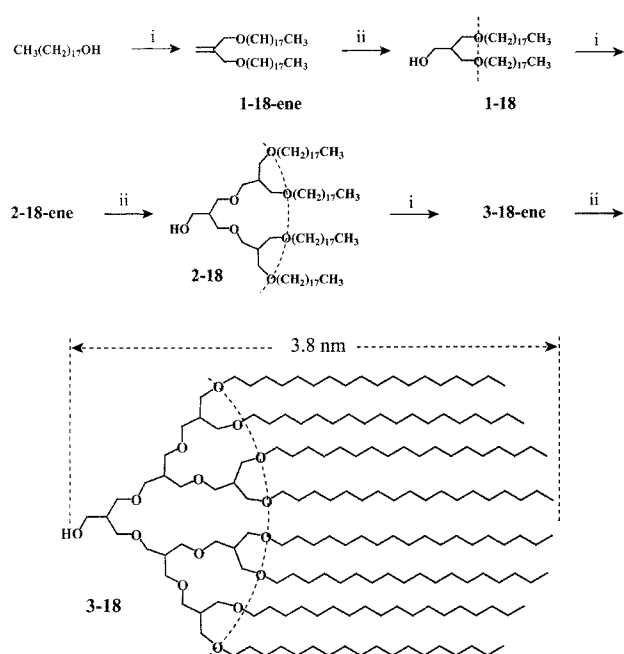 CH₃(CH₂)₁₇OH i O(CH)₁₇CH₃ O(CH₂)₁₇CH₃ 1-18-ene ii HO O(CH₂)₁₇CH₃ O(CH₂)₁₇CH₃ 1-18 i
2-18-ene ii HO O O O(CH₂)₁₇CH₃ O(CH₂)₁₇CH₃ O(CH₂)₁₇CH₃ O(CH₂)₁₇CH₃ 2-18 i 3-18-ene ii
3.8 nm
O
O
O
O
O
O
O
HO
O
O
O
O
O
O
O
3-18